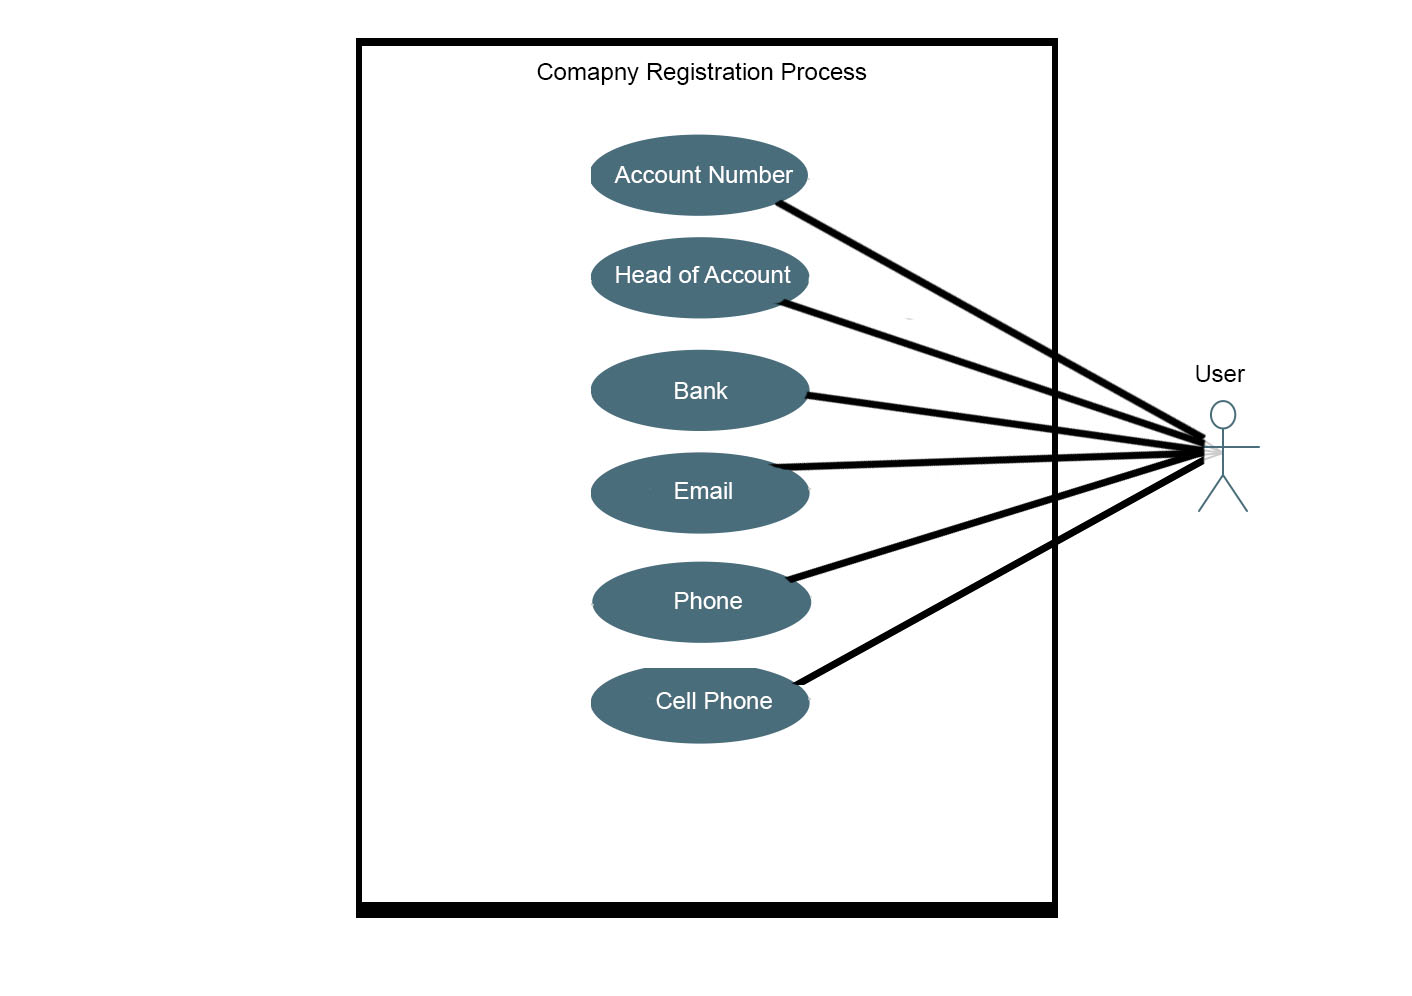 Comapny Registration Process
Account Number
Head of Account
Bank
User
Email
Phone
Cell Phone